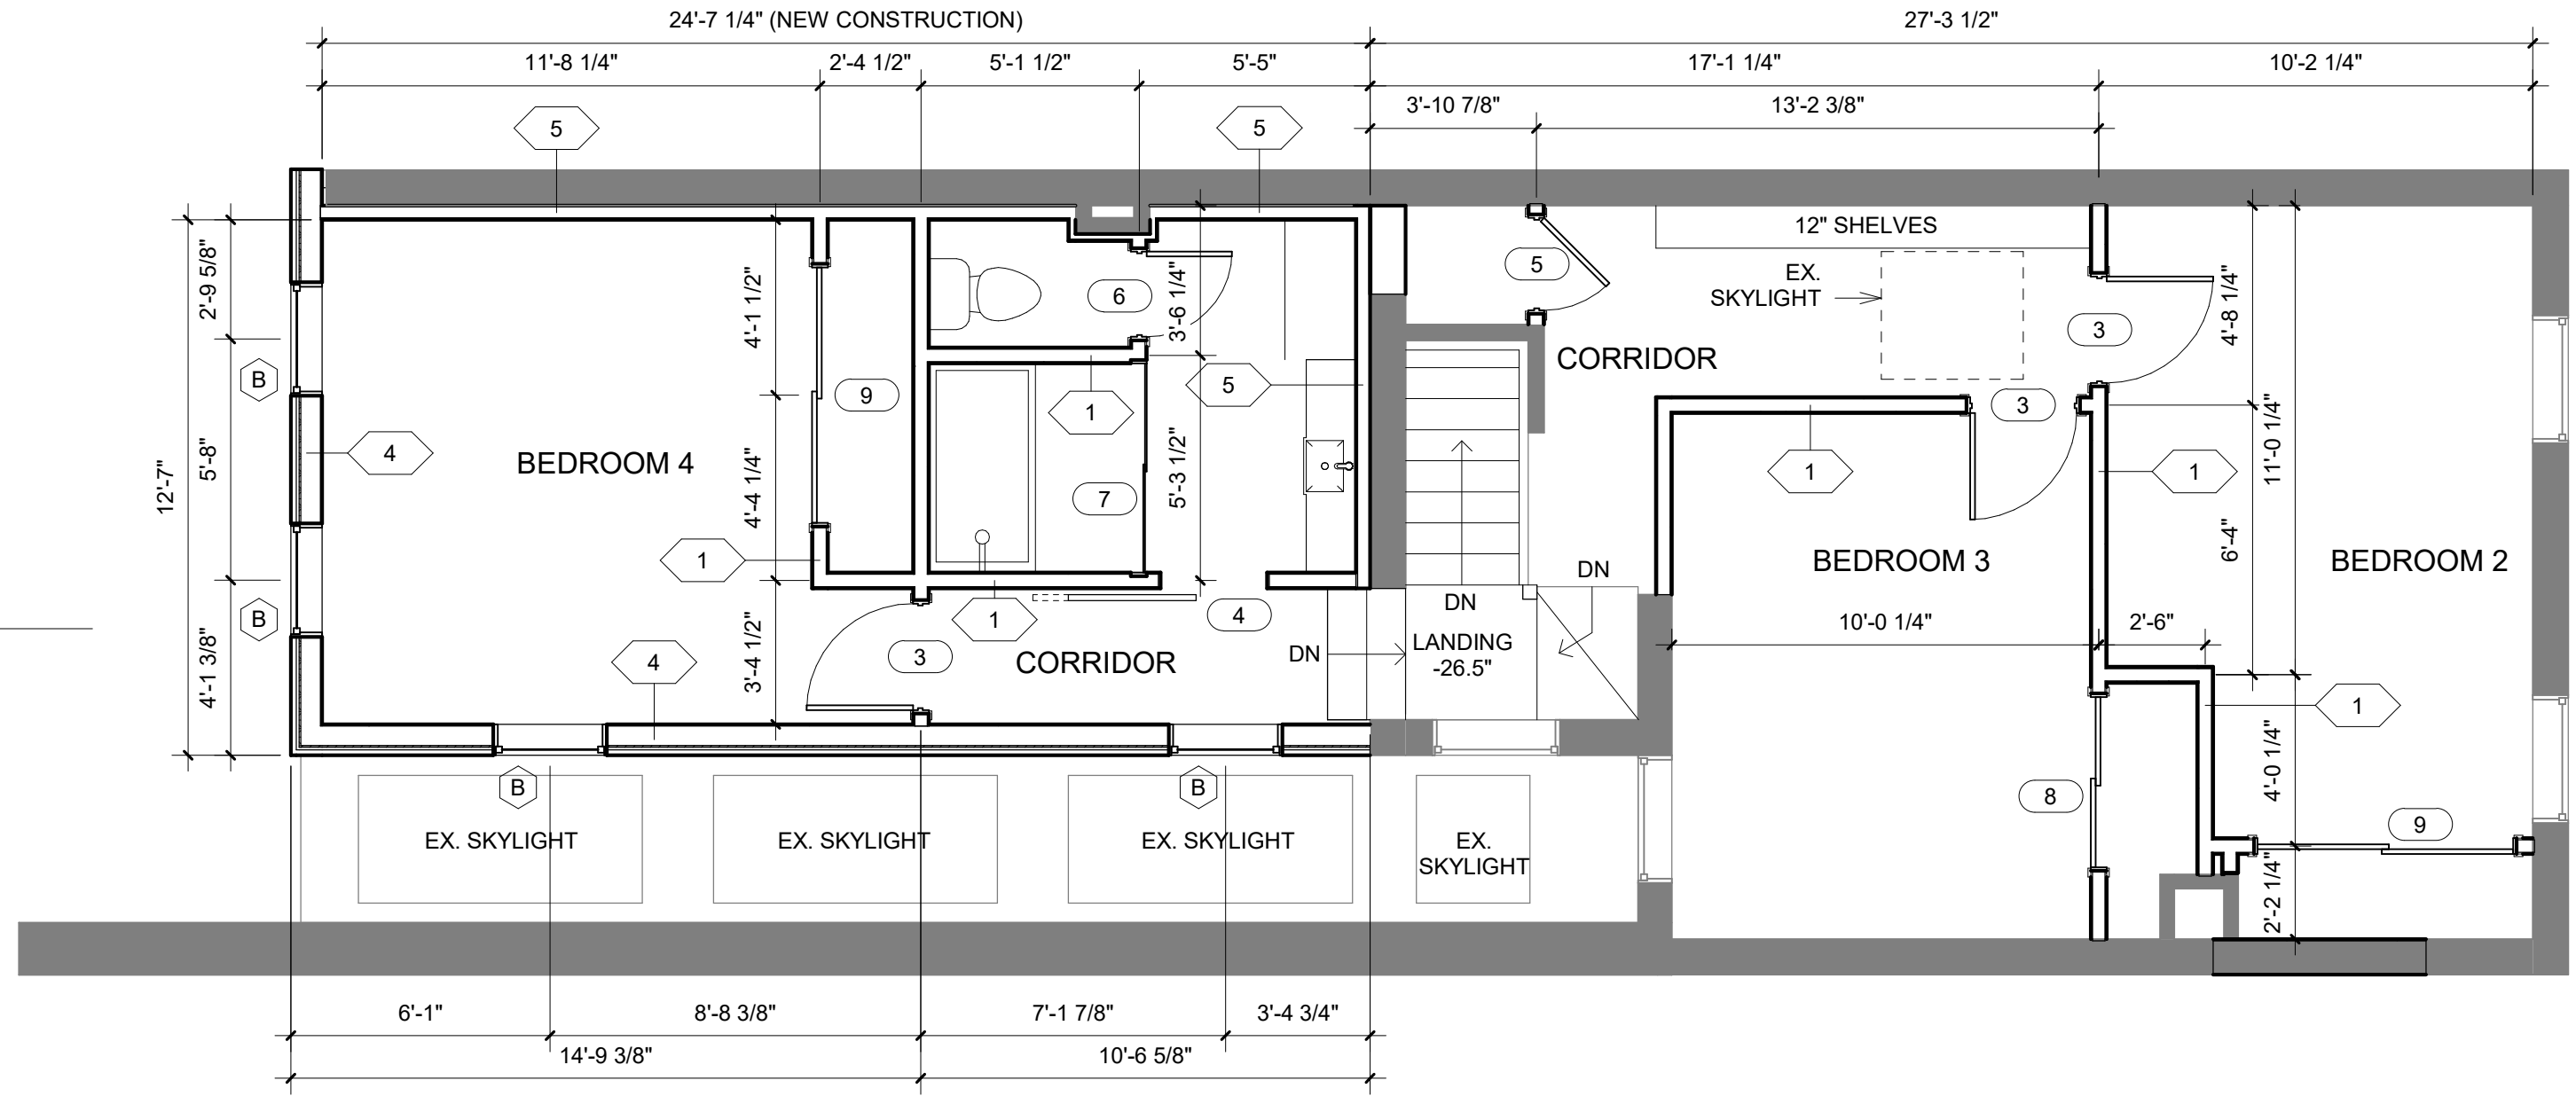 24'-7 1/4" (NEW CONSTRUCTION)
27'-3 1/2"
11'-8 1/4"
2'-4 1/2"
5'-1 1/2"
5'-5"
17'-1 1/4"
10'-2 1/4"
3'-10 7/8"
13'-2 3/8"
5
5
12" SHELVES
5
EX.
SKYLIGHT
6
3
2'-9 5/8"
4'-1 1/2"
3'-6 1/4"
4'-8 1/4"
CORRIDOR
B
9
5
3
1
4
BEDROOM 4
12'-7"
5'-8"
4'-4 1/4"
5'-3 1/2"
7
1
1
11'-0 1/4"
6'-4"
1
BEDROOM 3
BEDROOM 2
DN
DN
B
1
4
10'-0 1/4"
2'-6"
4'-1 3/8"
3'-4 1/2"
4
3
CORRIDOR
DN
LANDING
-26.5"
1
B
B
8
4'-0 1/4"
9
EX. SKYLIGHT
EX. SKYLIGHT
EX. SKYLIGHT
EX.
SKYLIGHT
2'-2 1/4"
6'-1"
8'-8 3/8"
7'-1 7/8"
3'-4 3/4"
14'-9 3/8"
10'-6 5/8"